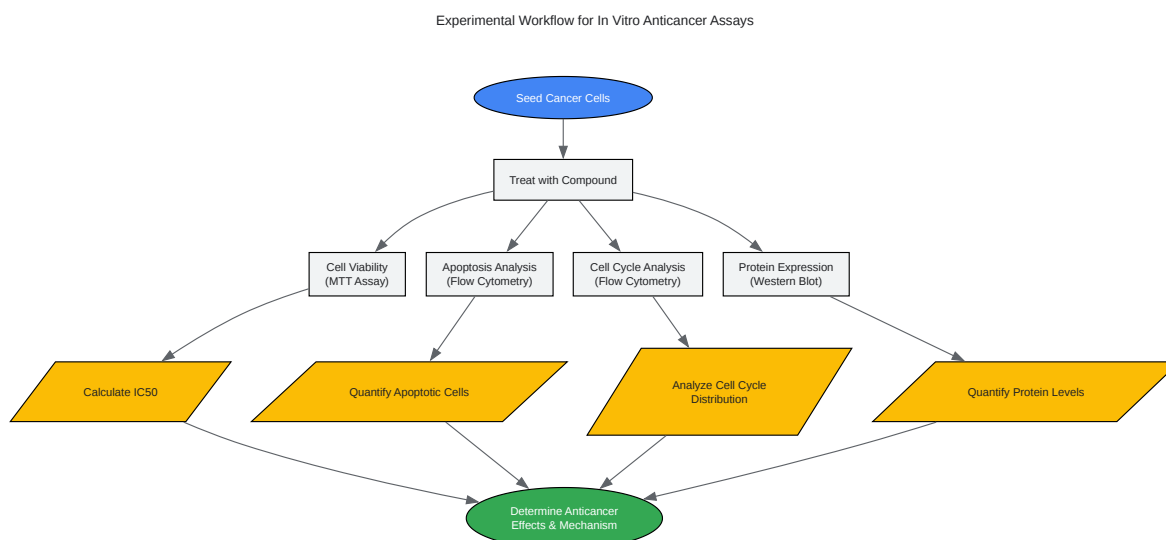 Experimental Workflow for In Vitro Anticancer Assays
Seed Cancer Cells
Treat with Compound
Cell Viability
(MTT Assay)
Apoptosis Analysis
(Flow Cytometry)
Cell Cycle Analysis
(Flow Cytometry)
Protein Expression
(Western Blot)
Calculate IC50
Quantify Apoptotic Cells
Analyze Cell Cycle
Distribution
Quantify Protein Levels
Determine Anticancer
Effects & Mechanism